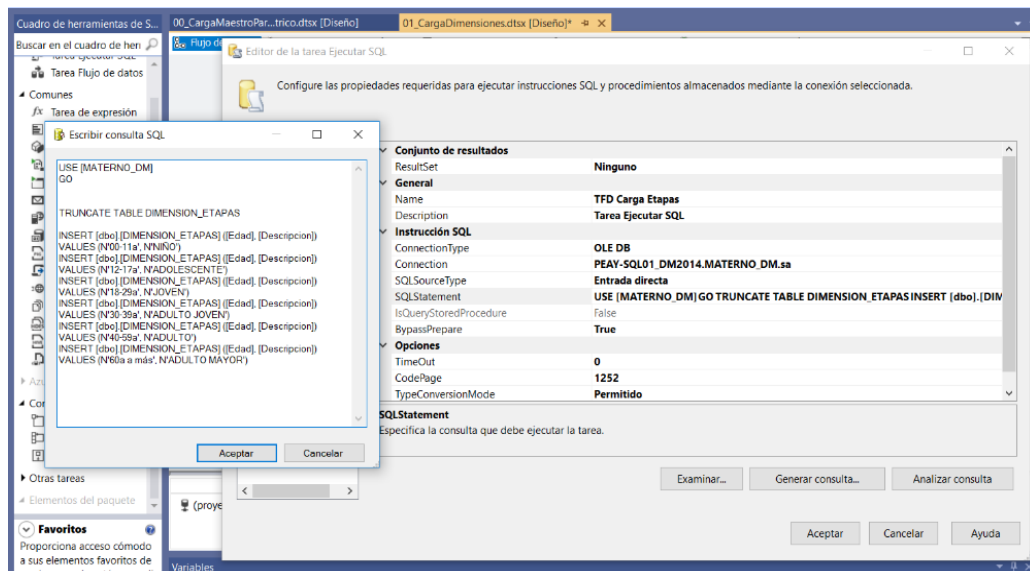 Cuadro de herramientas de S...
00_CargaMaestroPar...trico.dtsx [Diseño]
01_CargaDimensiones.dtsx [Diseño]*
Buscar en el cuadro de herr
Flujo de
Editor de la tarea Ejecutar SQL
Tarea Ejecutar SQL
Tarea Flujo de datos
Comunes
fx Tarea de expresión
Configure las propiedades requeridas para ejecutar instrucciones SQL y procedimientos almacenados mediante la conexión seleccionada.
Escribir consulta SQL
USE [MATERNO_DM]
GO
TRUNCATE TABLE DIMENSION_ETAPAS
INSERT [dbo].[DIMENSION_ETAPAS] ([Edad], [Descripcion])
VALUES (N'00-11a', N'NIÑO')
INSERT [dbo].[DIMENSION_ETAPAS] ([Edad], [Descripcion])
VALUES (N'12-17a', N'ADOLESCENTE')
INSERT [dbo].[DIMENSION_ETAPAS] ([Edad], [Descripcion])
VALUES (N'18-29a', N'JOVEN')
INSERT [dbo].[DIMENSION_ETAPAS] ([Edad], [Descripcion])
VALUES (N'30-39a', N'ADULTO JOVEN')
INSERT [dbo].[DIMENSION_ETAPAS] ([Edad], [Descripcion])
VALUES (N'40-59a', N'ADULTO')
INSERT [dbo].[DIMENSION_ETAPAS] ([Edad], [Descripcion])
VALUES (N'60a a más', N'ADULTO MAYOR')
Aceptar Cancelar
Conjunto de resultados
ResultSet Ninguno
General
Name TFD Carga Etapas
Description Tarea Ejecutar SQL
Instrucción SQL
ConnectionType OLE DB
Connection PEAY-SQL01_DM2014.MATERNO_DM.sa
SQLSourceType Entrada directa
SQLStatement USE [MATERNO_DM] GO TRUNCATE TABLE DIMENSION_ETAPAS INSERT [dbo].[DIM
IsQueryStoredProcedure False
BypassPrepare True
Opciones
TimeOut 0
CodePage 1252
TypeConversionMode Permitido
SQLStatement
Especifica la consulta que debe ejecutar la tarea.
Examinar... Generar consulta... Analizar consulta
Aceptar Cancelar Ayuda
Azu
Cor
Otras tareas
Elementos del paquete
(proye
Favoritos
Proporciona acceso cómodo
a sus elementos favoritos de
Variables